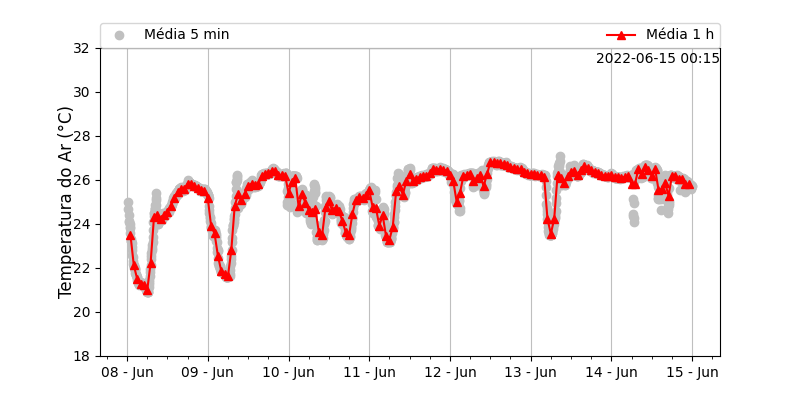 Média 5 min
Média 1 h
2022-06-15 00:15
Temperatura do Ar (°C)
32
30
28
26
24
22
20
18
08 - Jun
09 - Jun
10 - Jun
11 - Jun
12 - Jun
13 - Jun
14 - Jun
15 - Jun